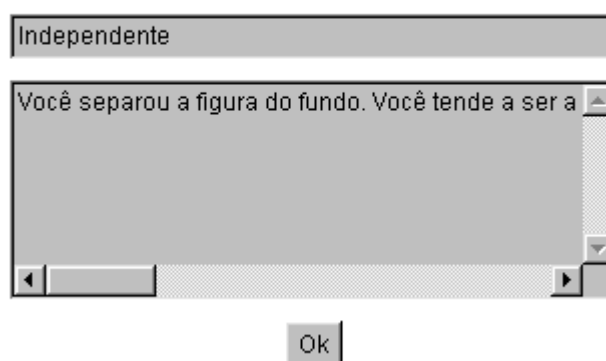 Independente
Você separou a figura do fundo. Você tende a ser a
Ok